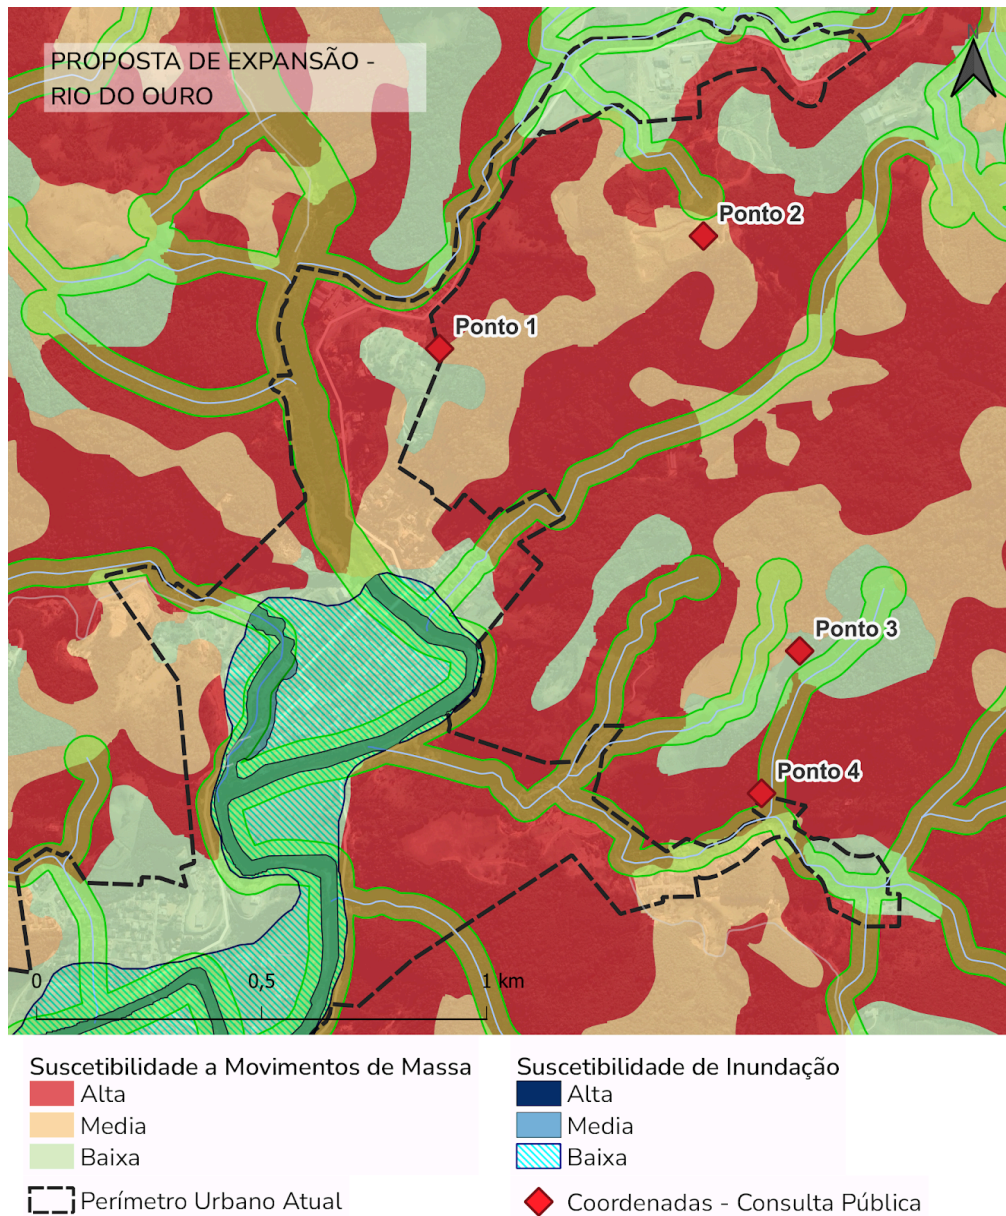 PROPOSTA DE EXPANSÃO -
RIO DO OURO
N
Ponto 2
Ponto 1
Ponto 3
Ponto 4
0 0,5 1 km
Suscetibilidade a Movimentos de Massa
Alta
Media
Baixa
Perímetro Urbano Atual
Suscetibilidade de Inundação
Alta
Media
Baixa
Coordenadas - Consulta Pública